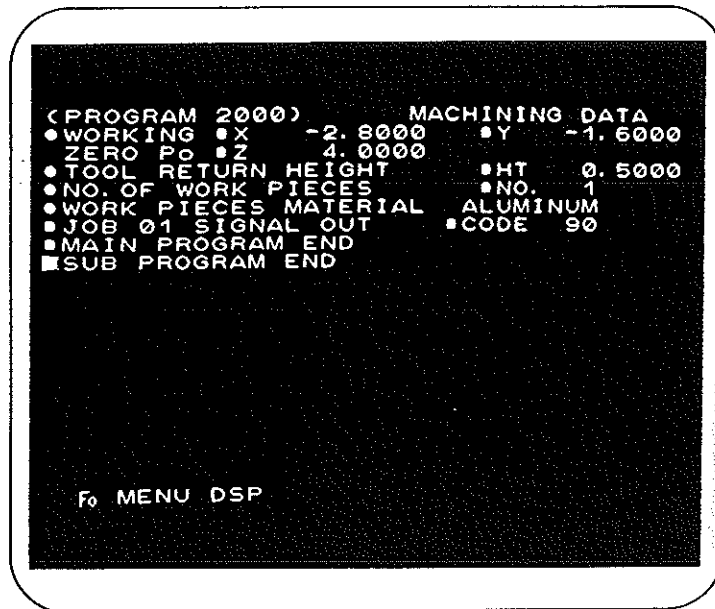 (PROGRAM 2000) MACHINING DATA
●WORKING ▪X -2.8000 ▪Y -1.6000
ZERO Po ▪Z 4.0000
●TOOL RETURN HEIGHT ▪HT 0.5000
●NO. OF WORK PIECES ▪NO. 1
●WORK PIECES MATERIAL ALUMINUM
▪JOB 01 SIGNAL OUT ▪CODE 90
▪MAIN PROGRAM END
■SUB PROGRAM END
Fo MENU DSP